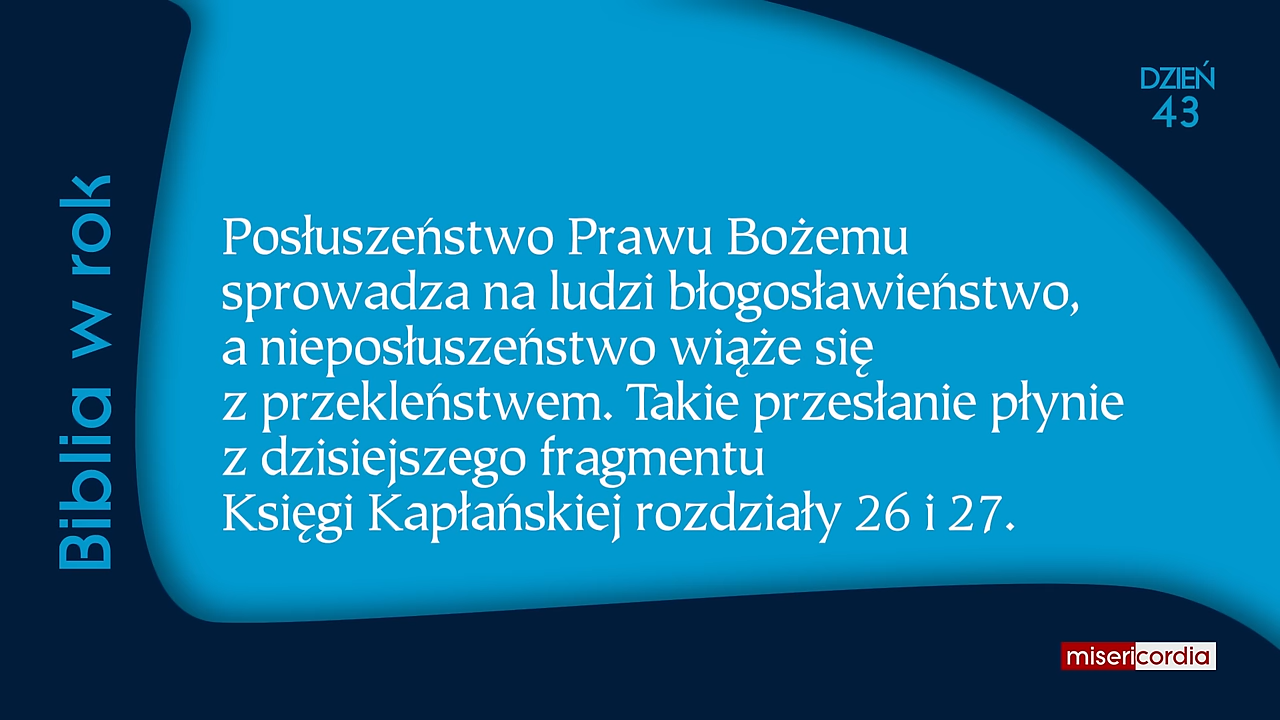 DZIEŃ
43
Biblia w rok
Posłuszeństwo Prawu Bożemu
sprowadza na ludzi błogosławieństwo,
a nieposłuszeństwo wiąże się
z przekleństwem. Takie przesłanie płynie
z dzisiejszego fragmentu
Księgi Kapłańskiej rozdziały 26 i 27.
misericordia